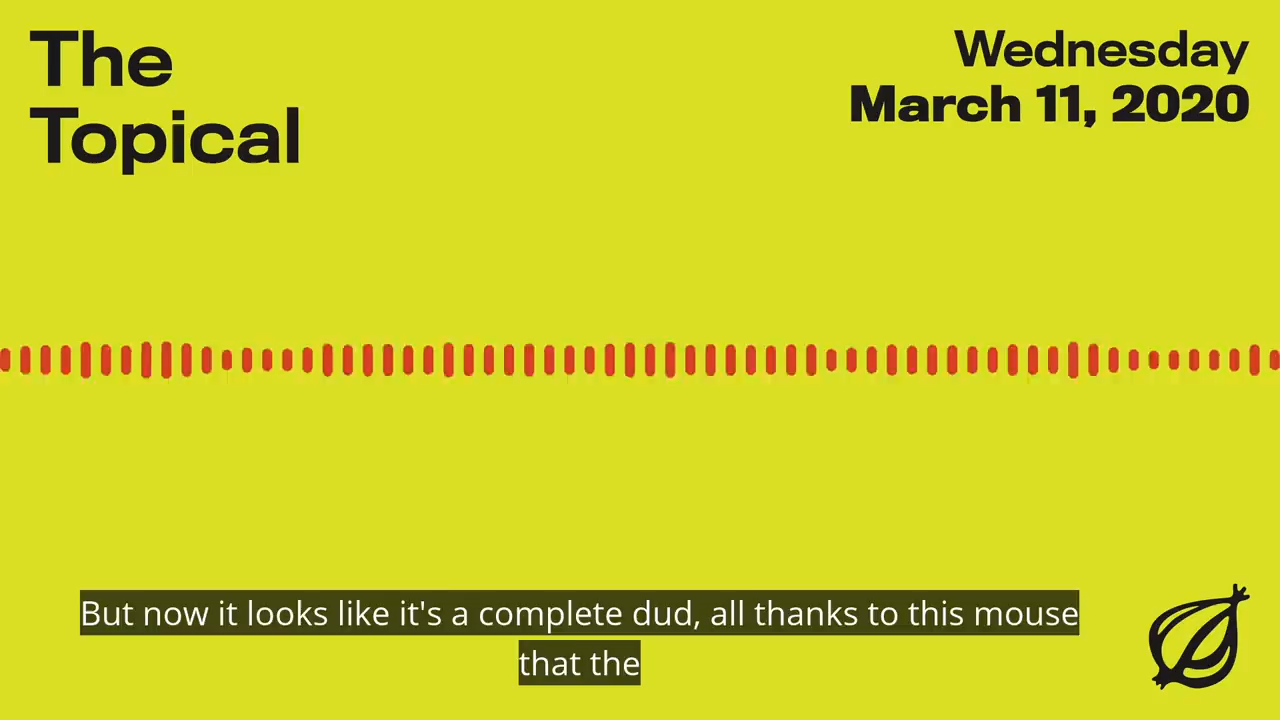 The
Topical
Wednesday
March 11, 2020
But now it looks like it's a complete dud, all thanks to this mouse
that the